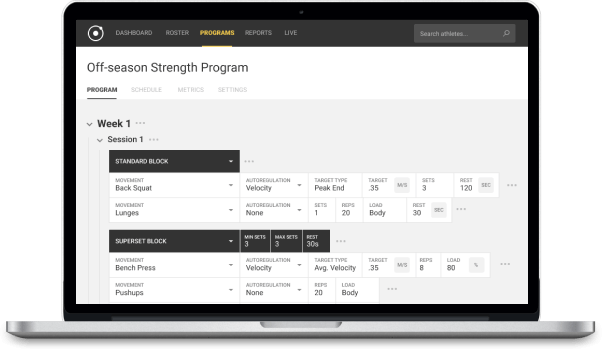 DASHBOARD ROSTER PROGRAMS REPORTS LIVE Search athletes...
Off-season Strength Program
PROGRAM SCHEDULE METRICS SETTINGS
Week 1
Session 1
STANDARD BLOCK
MOVEMENT AUTOREGULATION TARGET TYPE TARGET SETS REST
Back Squat Velocity Peak End .35 M/S 3 120 SEC
MOVEMENT AUTOREGULATION SETS REPS LOAD REST
Lunges None 1 20 Body 30 SEC
SUPERSET BLOCK MIN SETS MAX SETS REST
3 3 30s
MOVEMENT AUTOREGULATION TARGET TYPE TARGET REPS LOAD
Bench Press Velocity Avg. Velocity .35 M/S 8 80 %
MOVEMENT AUTOREGULATION REPS LOAD
Pushups None 20 Body